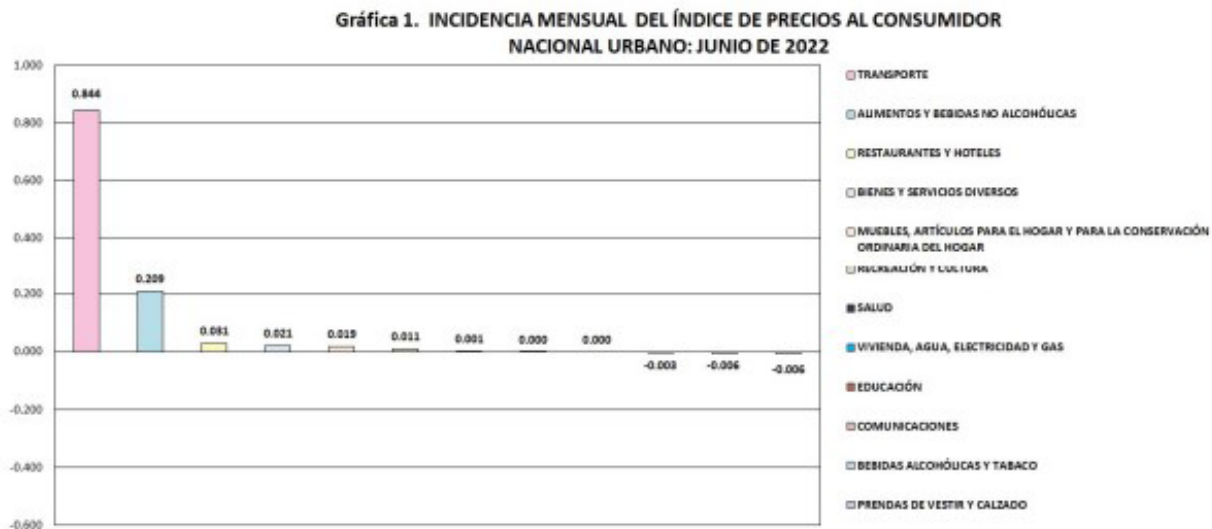 Gráfica 1. INCIDENCIA MENSUAL DEL ÍNDICE DE PRECIOS AL CONSUMIDOR
NACIONAL URBANO: JUNIO DE 2022
1.000
0.800
0.600
0.400
0.200
0.000
-0.200
-0.400
-0.600
0.844
0.209
0.031
0.021
0.019
0.011
0.001
0.000
0.000
-0.003
-0.006
-0.006
TRANSPORTE
ALIMENTOS Y BEBIDAS NO ALCOHÓLICAS
RESTAURANTES Y HOTELES
BIENES Y SERVICIOS DIVERSOS
MUEBLES, ARTÍCULOS PARA EL HOGAR Y PARA LA CONSERVACIÓN
ORDINARIA DEL HOGAR
RECREACIÓN Y CULTURA
SALUD
VIVIENDA, AGUA, ELECTRICIDAD Y GAS
EDUCACIÓN
COMUNICACIONES
BEBIDAS ALCOHÓLICAS Y TABACO
PRENDAS DE VESTIR Y CALZADO